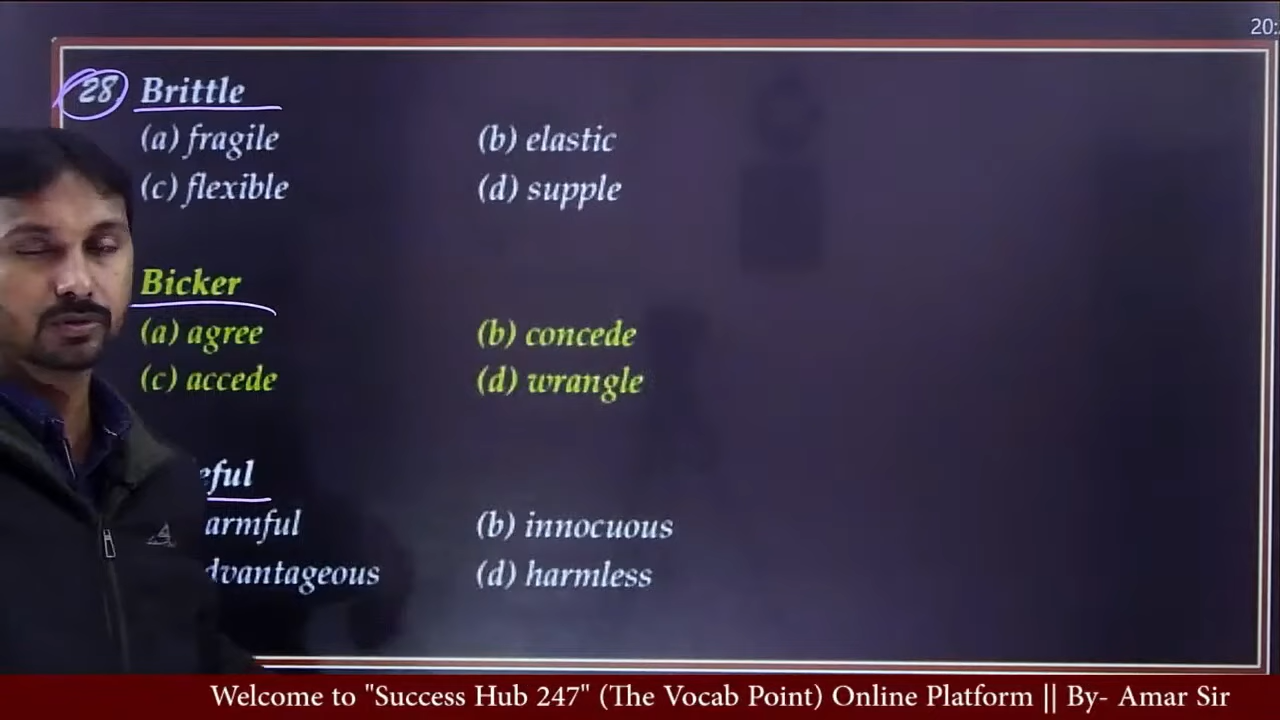 20:
28 Brittle
(a) fragile (b) elastic
(c) flexible (d) supple
Bicker
(a) agree (b) concede
(c) accede (d) wrangle
eful
armful (b) innocuous
dvantageous (d) harmless
Welcome to "Success Hub 247" (The Vocab Point) Online Platform || By- Amar Sir